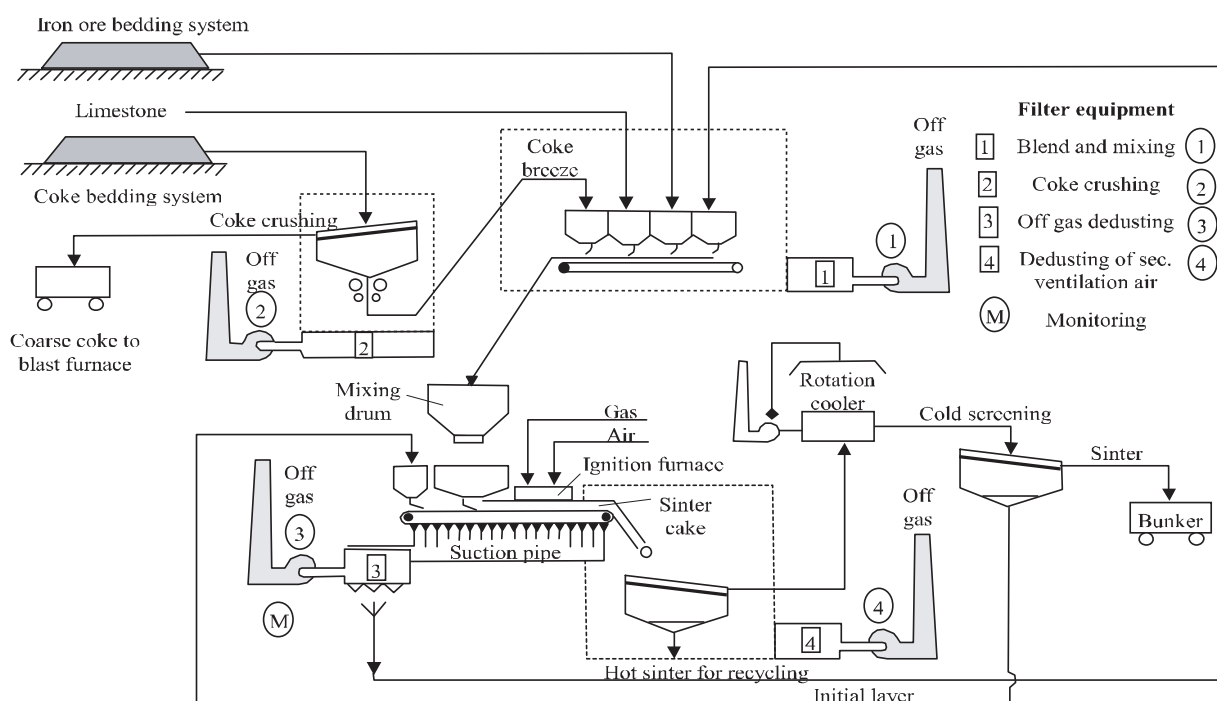 Iron ore bedding system
Limestone
Coke bedding system
Coke crushing
Coarse coke to
blast furnace
Off
gas
2
2
Coke
breeze
1
Off
gas
1
Filter equipment
1 Blend and mixing 1
2 Coke crushing 2
3 Off gas dedusting 3
4 Dedusting of sec. 4
ventilation air
M Monitoring
Mixing
drum
Gas
Air
Ignition furnace
Sinter
cake
Suction pipe
Off
gas
3
3
M
Rotation
cooler
Cold screening
Sinter
Bunker
Off
gas
4
4
Hot sinter for recycling
Initial layer